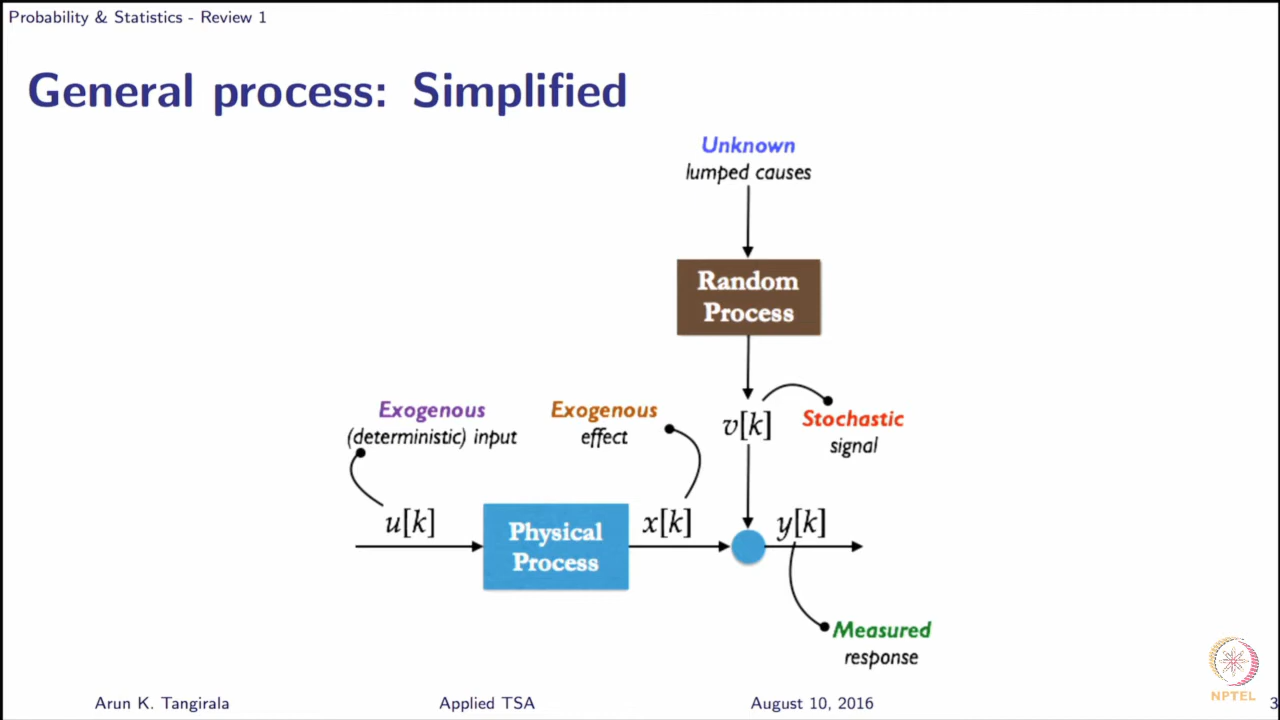 Probability & Statistics - Review 1
General process: Simplified
Unknown
lumped causes
Random
Process
Exogenous
(deterministic) input
Exogenous
effect
v[k]
Stochastic
signal
u[k]
Physical
Process
x[k]
y[k]
Measured
response
Arun K. Tangirala
Applied TSA
August 10, 2016
3
NPTEL